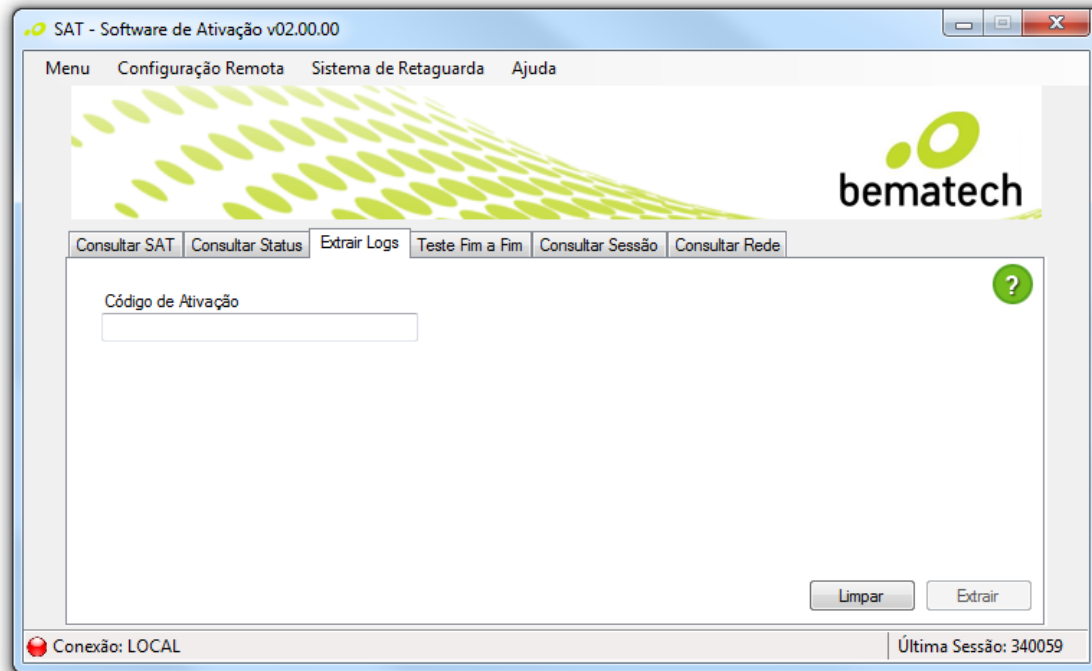 SAT - Software de Ativação v02.00.00
Menu Configuração Remota Sistema de Retaguarda Ajuda
bematech
Consultar SAT Consultar Status Extrair Logs Teste Fim a Fim Consultar Sessão Consultar Rede
?
Código de Ativação
Limpar Extrair
Conexão: LOCAL Última Sessão: 340059